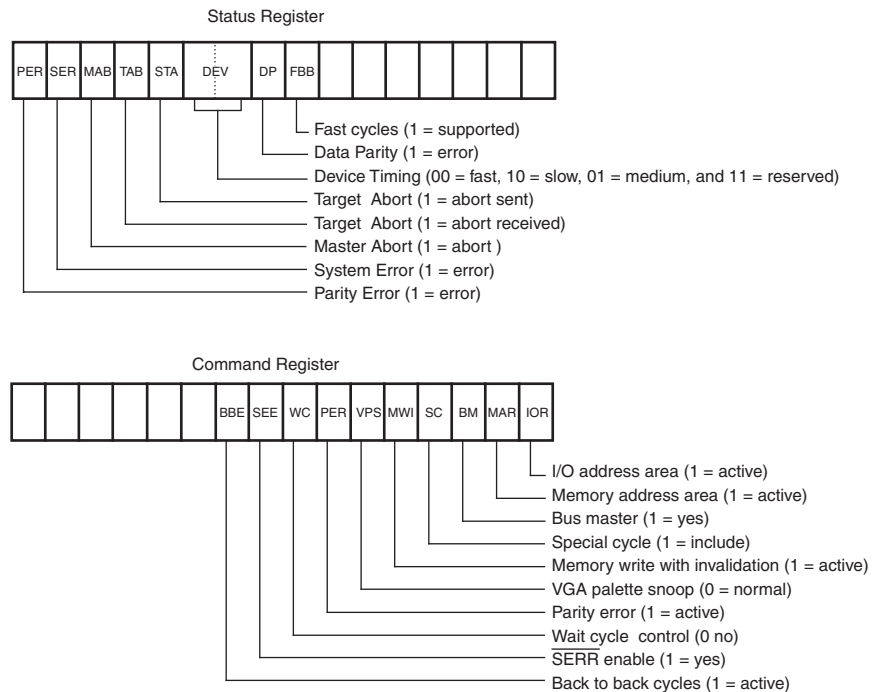 Status Register
PER SER MAB TAB STA DEV DP FBB
Fast cycles (1 = supported)
Data Parity (1 = error)
Device Timing (00 = fast, 10 = slow, 01 = medium, and 11 = reserved)
Target Abort (1 = abort sent)
Target Abort (1 = abort received)
Master Abort (1 = abort )
System Error (1 = error)
Parity Error (1 = error)
Command Register
BBE SEE WC PER VPS MWI SC BM MAR IOR
I/O address area (1 = active)
Memory address area (1 = active)
Bus master (1 = yes)
Special cycle (1 = include)
Memory write with invalidation (1 = active)
VGA palette snoop (0 = normal)
Parity error (1 = active)
Wait cycle control (0 no)
SERR enable (1 = yes)
Back to back cycles (1 = active)